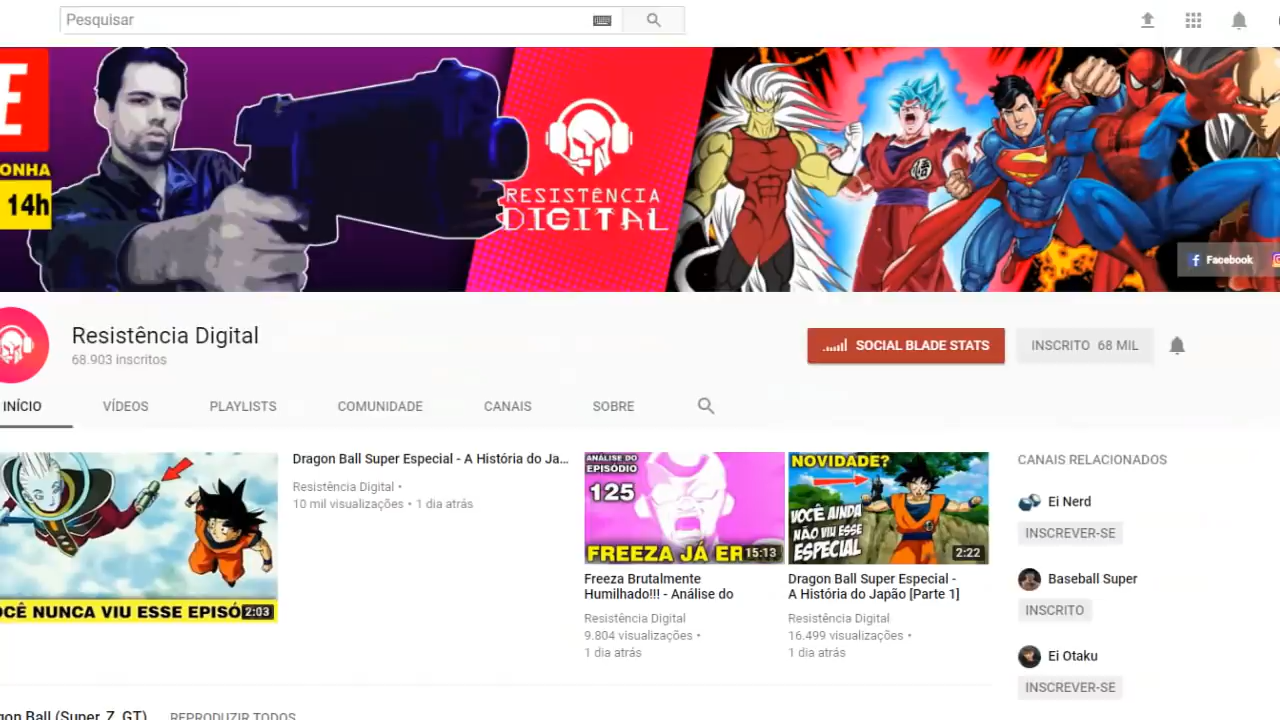 Pesquisar
E
ONHA
14h
RESISTÊNCIA
DIGITAL
Facebook
Resistência Digital
68.903 inscritos
SOCIAL BLADE STATS
INSCRITO 68 MIL
INÍCIO
VÍDEOS
PLAYLISTS
COMUNIDADE
CANAIS
SOBRE
OCÊ NUNCA VIU ESSE EPISÓ
2:03
Dragon Ball Super Especial - A História do Ja...
Resistência Digital •
10 mil visualizações • 1 dia atrás
ANÁLISE DO
EPISÓDIO
125
FREEZA JÁ ER
15:13
Freeza Brutalmente
Humilhado!!! - Análise do
Resistência Digital
9.804 visualizações •
1 dia atrás
NOVIDADE?
VOCÊ AINDA
NÃO VIU ESSE
ESPECIAL
2:22
Dragon Ball Super Especial -
A História do Japão [Parte 1]
Resistência Digital
16.499 visualizações •
1 dia atrás
CANAIS RELACIONADOS
Ei Nerd
INSCREVER-SE
Baseball Super
INSCRITO
Ei Otaku
INSCREVER-SE
gon Ball (Super, Z, GT)
REPRODUZIR TODOS